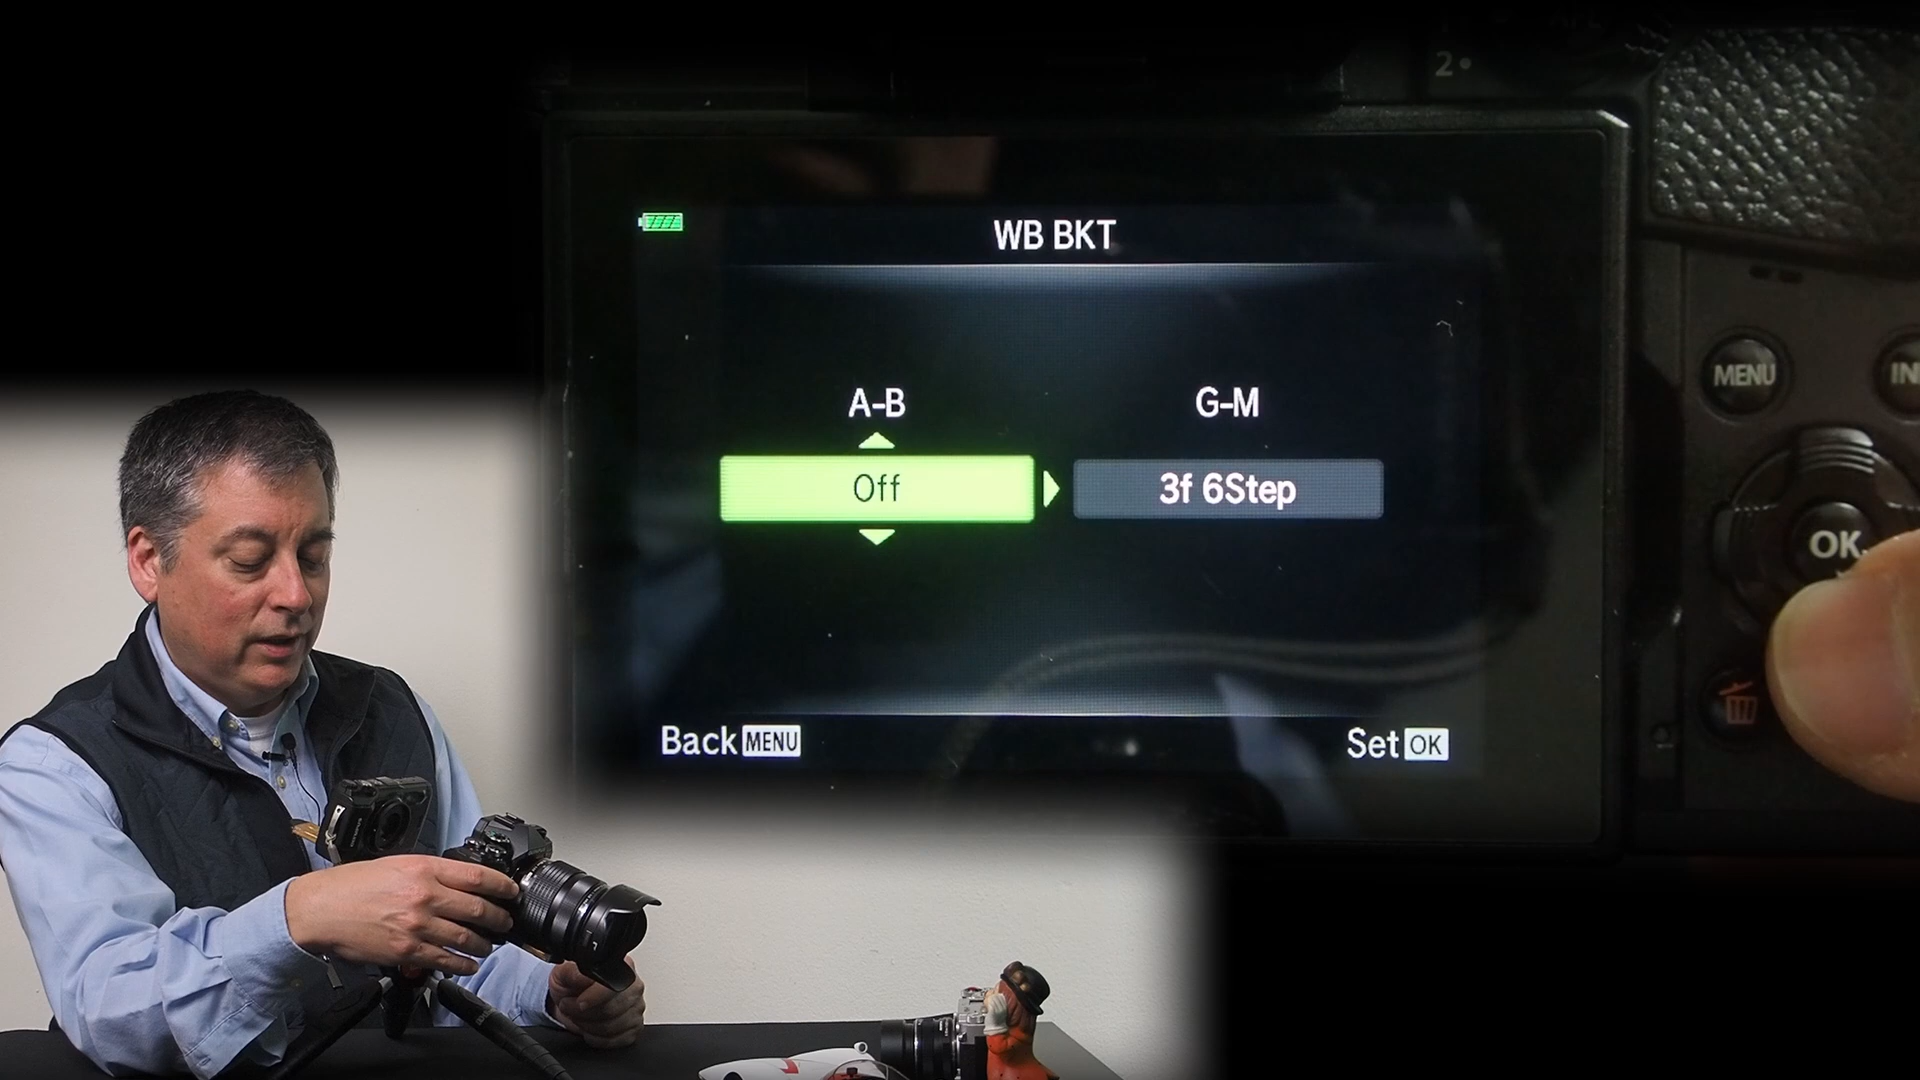 2•
WB BKT
A-B
G-M
Off
3f 6Step
Back MENU
Set OK
MENU
OK